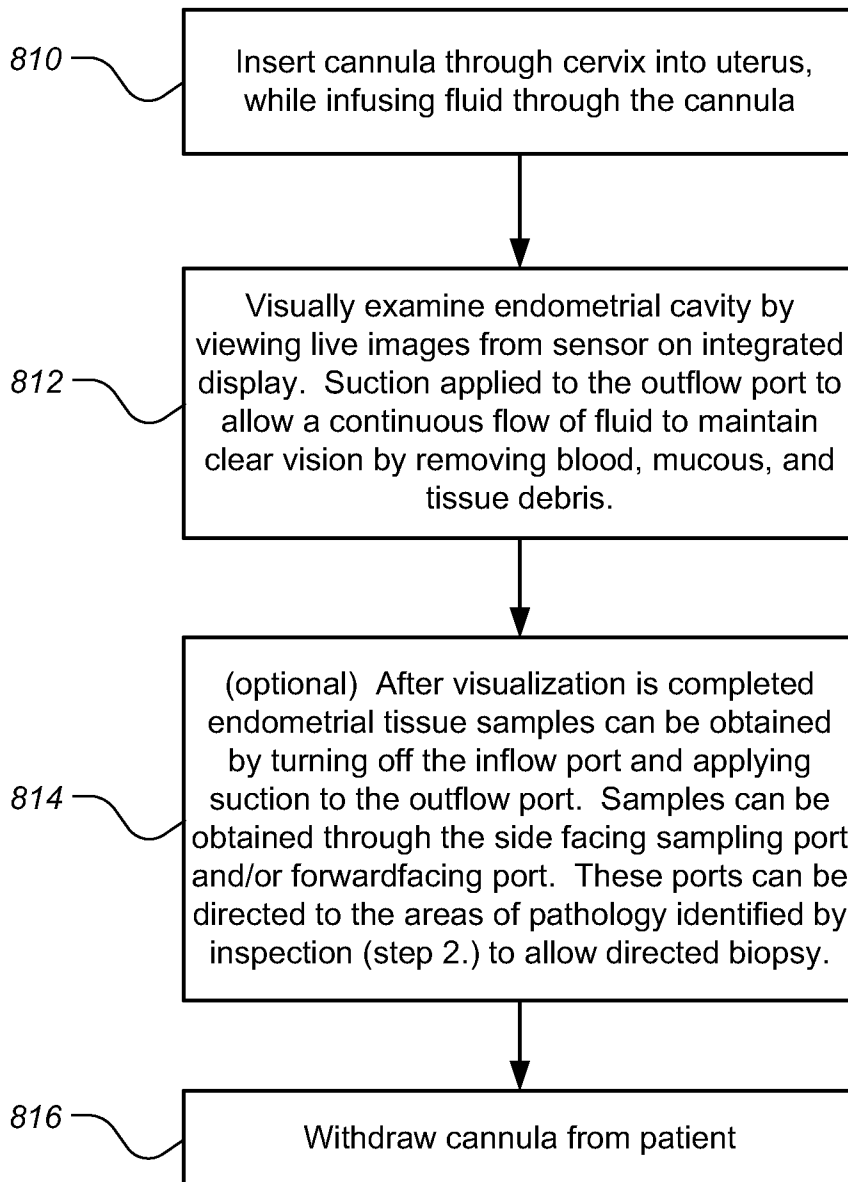 810
Insert cannula through cervix into uterus,
while infusing fluid through the cannula
812
Visually examine endometrial cavity by
viewing live images from sensor on integrated
display.  Suction applied to the outflow port to
allow a continuous flow of fluid to maintain
clear vision by removing blood, mucous, and
tissue debris.
814
(optional)  After visualization is completed
endometrial tissue samples can be obtained
by turning off the inflow port and applying
suction to the outflow port.  Samples can be
obtained through the side facing sampling port
and/or forwardfacing port.  These ports can be
directed to the areas of pathology identified by
inspection (step 2.) to allow directed biopsy.
816
Withdraw cannula from patient